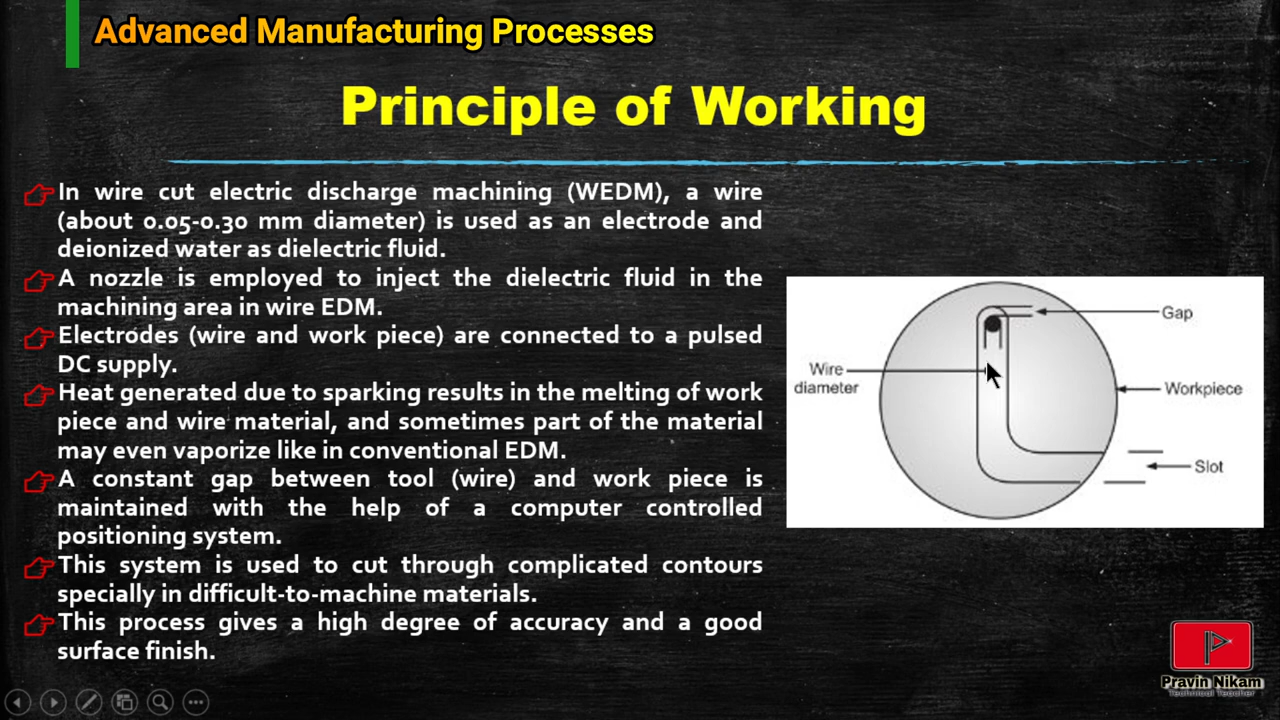 Advanced Manufacturing Processes
Principle of Working
In wire cut electric discharge machining (WEDM), a wire
(about 0.05-0.30 mm diameter) is used as an electrode and
deionized water as dielectric fluid.
A nozzle is employed to inject the dielectric fluid in the
machining area in wire EDM.
Electrodes (wire and work piece) are connected to a pulsed
DC supply.
Heat generated due to sparking results in the melting of work
piece and wire material, and sometimes part of the material
may even vaporize like in conventional EDM.
A constant gap between tool (wire) and work piece is
maintained with the help of a computer controlled
positioning system.
This system is used to cut through complicated contours
specially in difficult-to-machine materials.
This process gives a high degree of accuracy and a good
surface finish.
Gap
Wire
diameter
Workpiece
Slot
Pravin Nikam
Technical Teacher